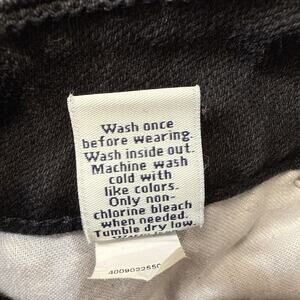 Wash once
before wearing.
Wash inside out.
Machine wash
cold with
like colors.
Only non-
chlorine bleach
when needed.
Tumble dry low.
4009022550